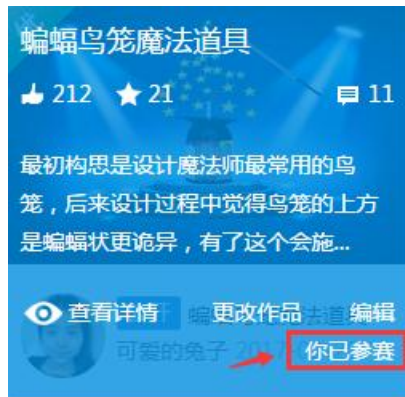 蝙蝠鸟笼魔法道具
212 21 11
最初构思是设计魔法师最常用的鸟
笼，后来设计过程中觉得鸟笼的上方
是蝙蝠状更诡异，有了这个会施...
查看详情 更改作品 编辑
可爱的兔子 你已参赛